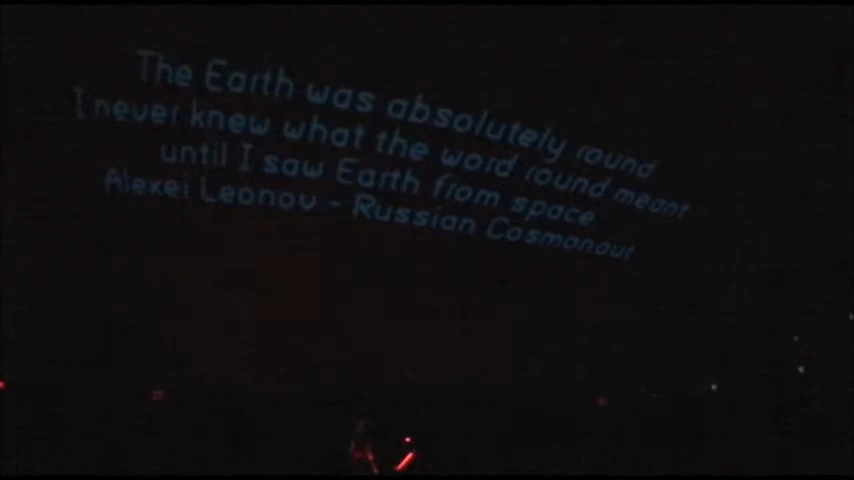 The Earth was absolutely round
I never knew what the word round meant
until I saw Earth from space
Alexei Leonov - Russian Cosmanaut